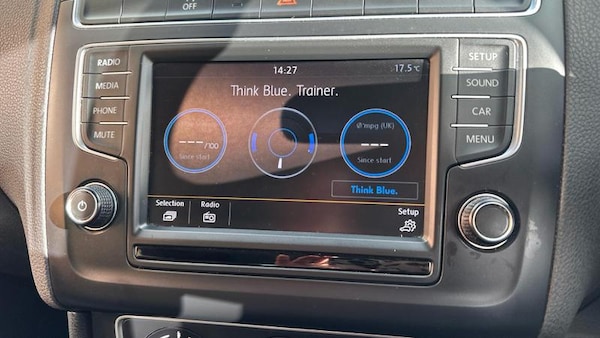 OFF
RADIO
MEDIA
PHONE
MUTE
14:27
17.5°C
Think Blue. Trainer.
---/100
Since start
Ø mpg (UK)
---
Since start
Think Blue.
Selection
Radio
Setup
SETUP
SOUND
CAR
MENU